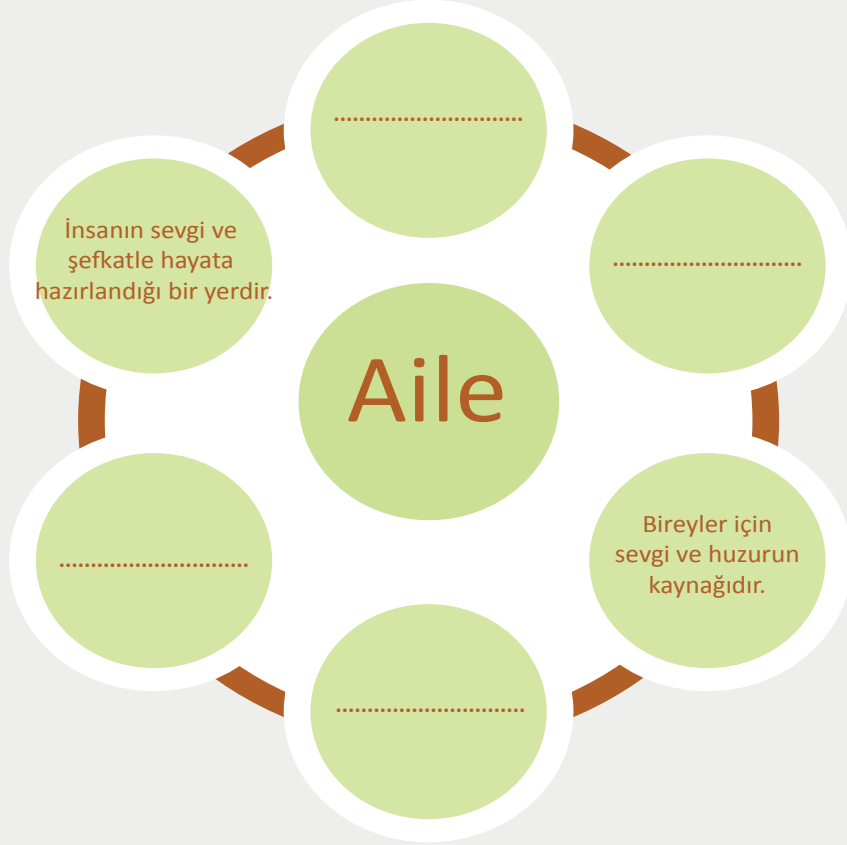 ..............................
..............................
İnsanın sevgi ve
şefkatle hayata
hazırlandığı bir yerdir.
Aile
Bireyler için
sevgi ve huzurun
kaynağıdır.
..............................
..............................